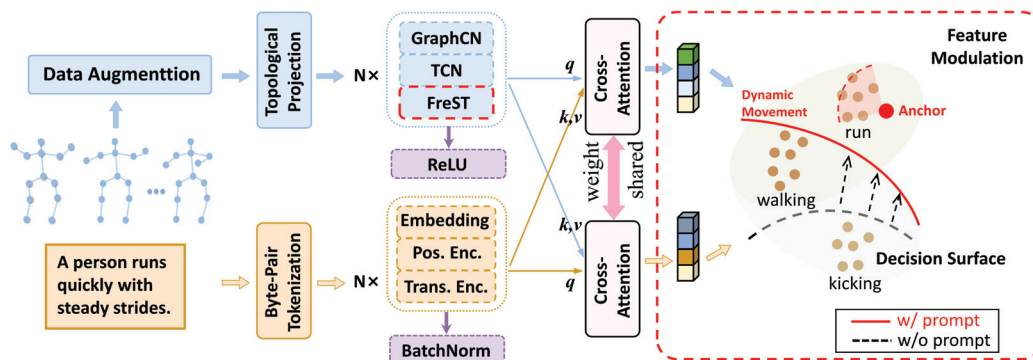 Data Augmenttion
Topological
Projection
N×
GraphCN
TCN
FreST
ReLU
q
k,v
Cross-
Attention
weight
shared
Feature
Modulation
Dynamic
Movement
Anchor
run
walking
kicking
Decision Surface
w/ prompt
w/o prompt
A person runs
quickly with
steady strides.
Byte-Pair
Tokenization
N×
Embedding
Pos. Enc.
Trans. Enc.
BatchNorm
k,v
q
Cross-
Attention